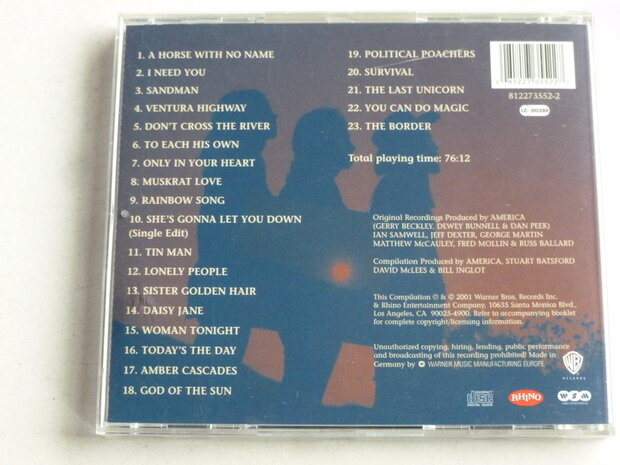 1. A HORSE WITH NO NAME
2. I NEED YOU
3. SANDMAN
4. VENTURA HIGHWAY
5. DON'T CROSS THE RIVER
6. TO EACH HIS OWN
7. ONLY IN YOUR HEART
8. MUSKRAT LOVE
9. RAINBOW SONG
10. SHE'S GONNA LET YOU DOWN
(Single Edit)
11. TIN MAN
12. LONELY PEOPLE
13. SISTER GOLDEN HAIR
14. DAISY JANE
15. WOMAN TONIGHT
16. TODAY'S THE DAY
17. AMBER CASCADES
18. GOD OF THE SUN
19. POLITICAL POACHERS
20. SURVIVAL
21. THE LAST UNICORN
22. YOU CAN DO MAGIC
23. THE BORDER
Total playing time: 76:12
812273552-2
Original Recordings Produced by AMERICA
(GERRY BECKLEY, DEWEY BUNNELL & DAN PEEK)
IAN SAMWELL, JEFF DEXTER, GEORGE MARTIN
MATTHEW McCAULEY, FRED MOLLIN & RUSS BALLARD
Compilation Produced by AMERICA, STUART BATSFORD
DAVID McLEES & BILL INGLOT
This Compilation ℗ & © 2001 Warner Bros. Records Inc.
& Rhino Entertainment Company, 10635 Santa Monica Blvd.,
Los Angeles, CA 90025-4900. Refer to accompanying booklet
for complete copyright/licensing information.
Unauthorized copying, hiring, lending, public performance
and broadcasting of this recording prohibited! Made in
Germany by WARNER MUSIC MANUFACTURING EUROPE.
COMPACT
disc
DIGITAL AUDIO
RHINO
WSM
WB
RECORDS